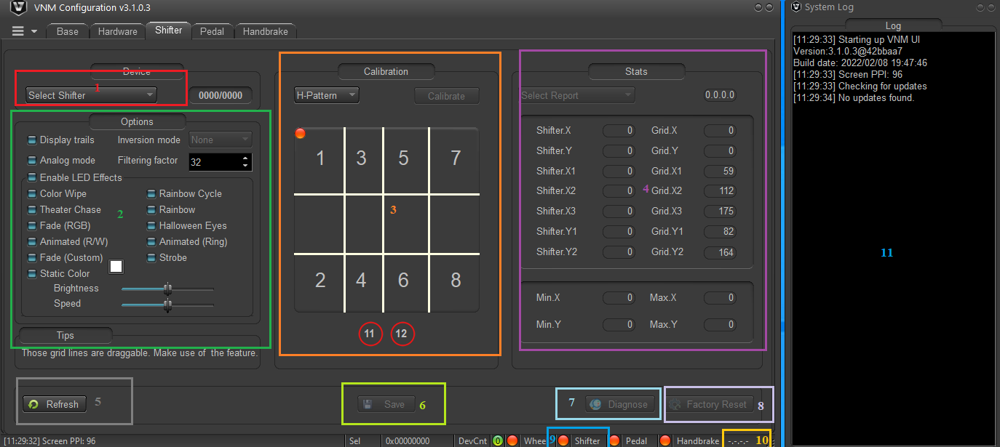 VNM Configuration v3.1.0.3
Base Hardware Shifter Pedal Handbrake
Device
Select Shifter 1 0000/0000
Options
Display trails Inversion mode None
Analog mode Filtering factor 32
Enable LED Effects
Color Wipe Rainbow Cycle
Theater Chase Rainbow
2
Fade (RGB) Halloween Eyes
Animated (R/W) Animated (Ring)
Fade (Custom) Strobe
Static Color
Brightness
Speed
Tips
Those grid lines are draggable. Make use of the feature.
Calibration
H-Pattern Calibrate
1 3 5 7
3
2 4 6 8
11 12
Stats
Select Report 0.0.0.0
Shifter.X 0 Grid.X 0
Shifter.Y 0 Grid.Y 0
Shifter.X1 0 Grid.X1 59
Shifter.X2 0 4 Grid.X2 112
Shifter.X3 0 Grid.X3 175
Shifter.Y1 0 Grid.Y1 82
Shifter.Y2 0 Grid.Y2 164
Min.X 0 Max.X 0
Min.Y 0 Max.Y 0
Refresh 5 Save 6 7 Diagnose Factory Reset 8
[11:29:32] Screen PPI: 96 Sel 0x00000000 DevCnt 0 Whee 9 Shifter Pedal Handbrake -.-.-.- 10
System Log
Log
[11:29:33] Starting up VNM UI
Version:3.1.0.3@42bbaa7
Build date: 2022/02/08 19:47:46
[11:29:33] Screen PPI: 96
[11:29:33] Checking for updates
[11:29:34] No updates found.
11